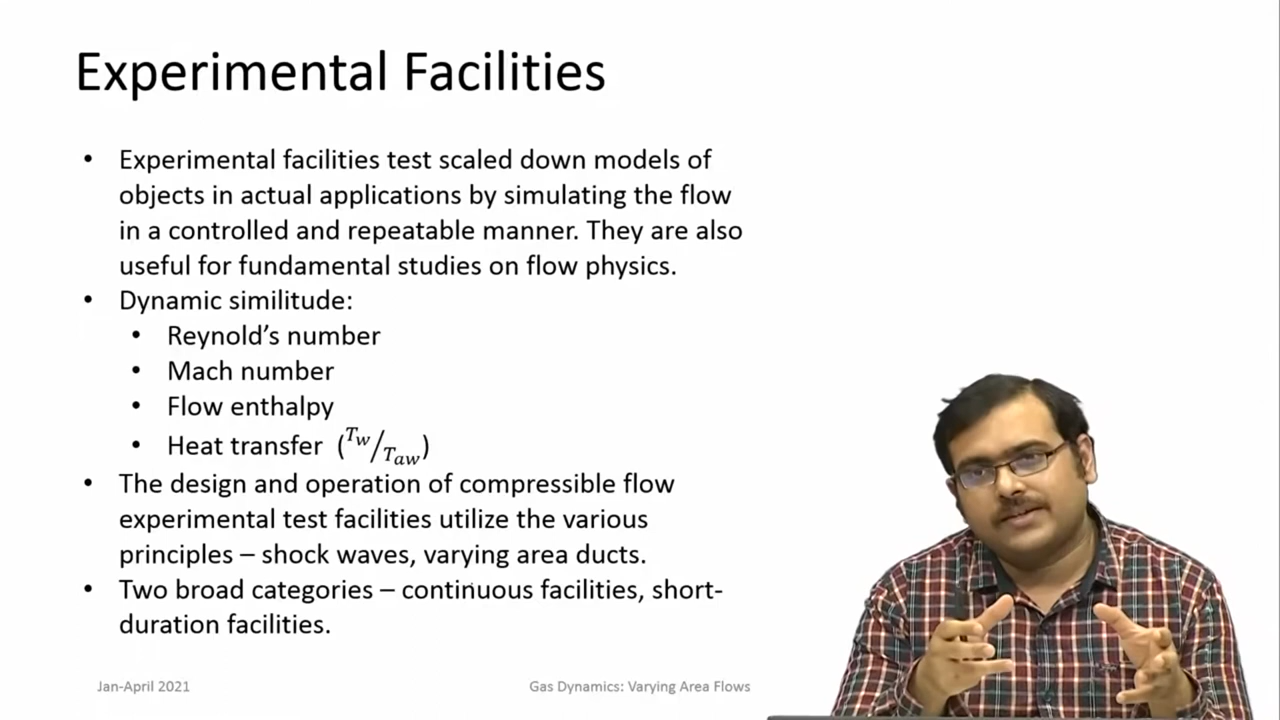 Experimental Facilities
• Experimental facilities test scaled down models of
objects in actual applications by simulating the flow
in a controlled and repeatable manner. They are also
useful for fundamental studies on flow physics.
• Dynamic similitude:
• Reynold’s number
• Mach number
• Flow enthalpy
• Heat transfer (T_w/T_aw)
• The design and operation of compressible flow
experimental test facilities utilize the various
principles – shock waves, varying area ducts.
• Two broad categories – continuous facilities, short-
duration facilities.
Jan-April 2021
Gas Dynamics: Varying Area Flows